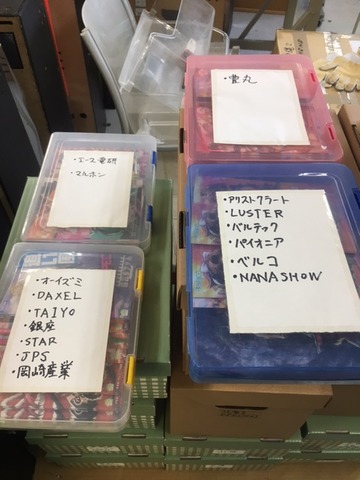 ・エース電研
・マルホン
・豊丸
・オーイズミ
・DAXEL
・TAIYO
・銀座
・STAR
・JPS
・岡崎産業
・アリストクラート
・LUSTER
・ベルテック
・パイオニア
・ベルコ
・NANASHOW